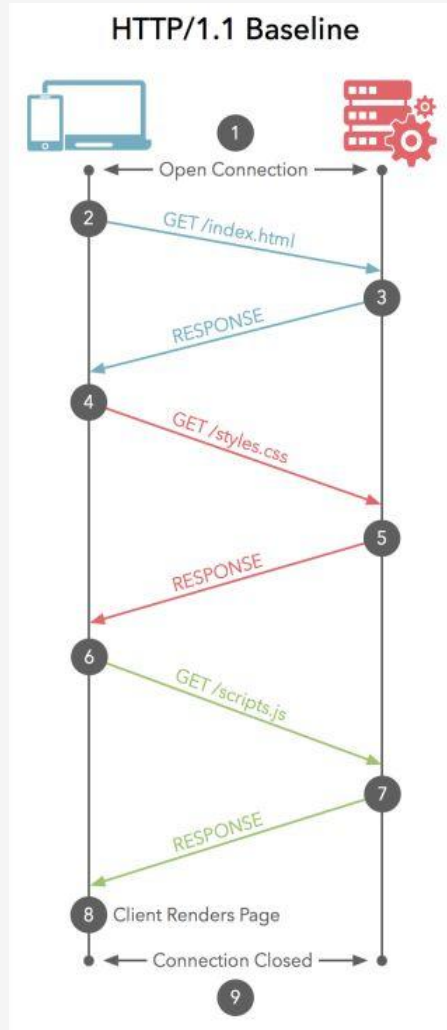 HTTP/1.1 Baseline
1
Open Connection
2
GET /index.html
3
RESPONSE
4
GET /styles.css
5
RESPONSE
6
GET /scripts.js
7
RESPONSE
8 Client Renders Page
Connection Closed
9